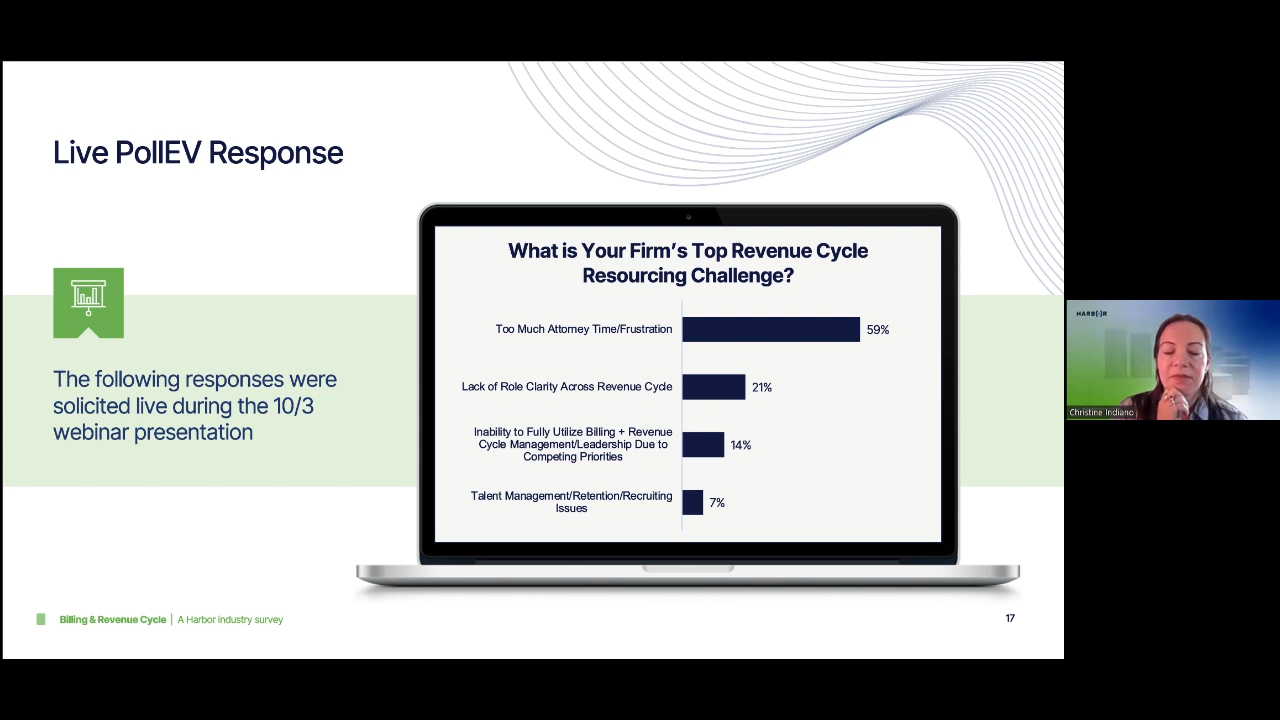 Live PollEV Response
The following responses were
solicited live during the 10/3
webinar presentation
What is Your Firm's Top Revenue Cycle
Resourcing Challenge?
Too Much Attorney Time/Frustration
59%
Lack of Role Clarity Across Revenue Cycle
21%
Inability to Fully Utilize Billing + Revenue
Cycle Management/Leadership Due to
Competing Priorities
14%
Talent Management/Retention/Recruiting
Issues
7%
Billing & Revenue Cycle | A Harbor industry survey
17
HARB(·)R
Christine Indiano